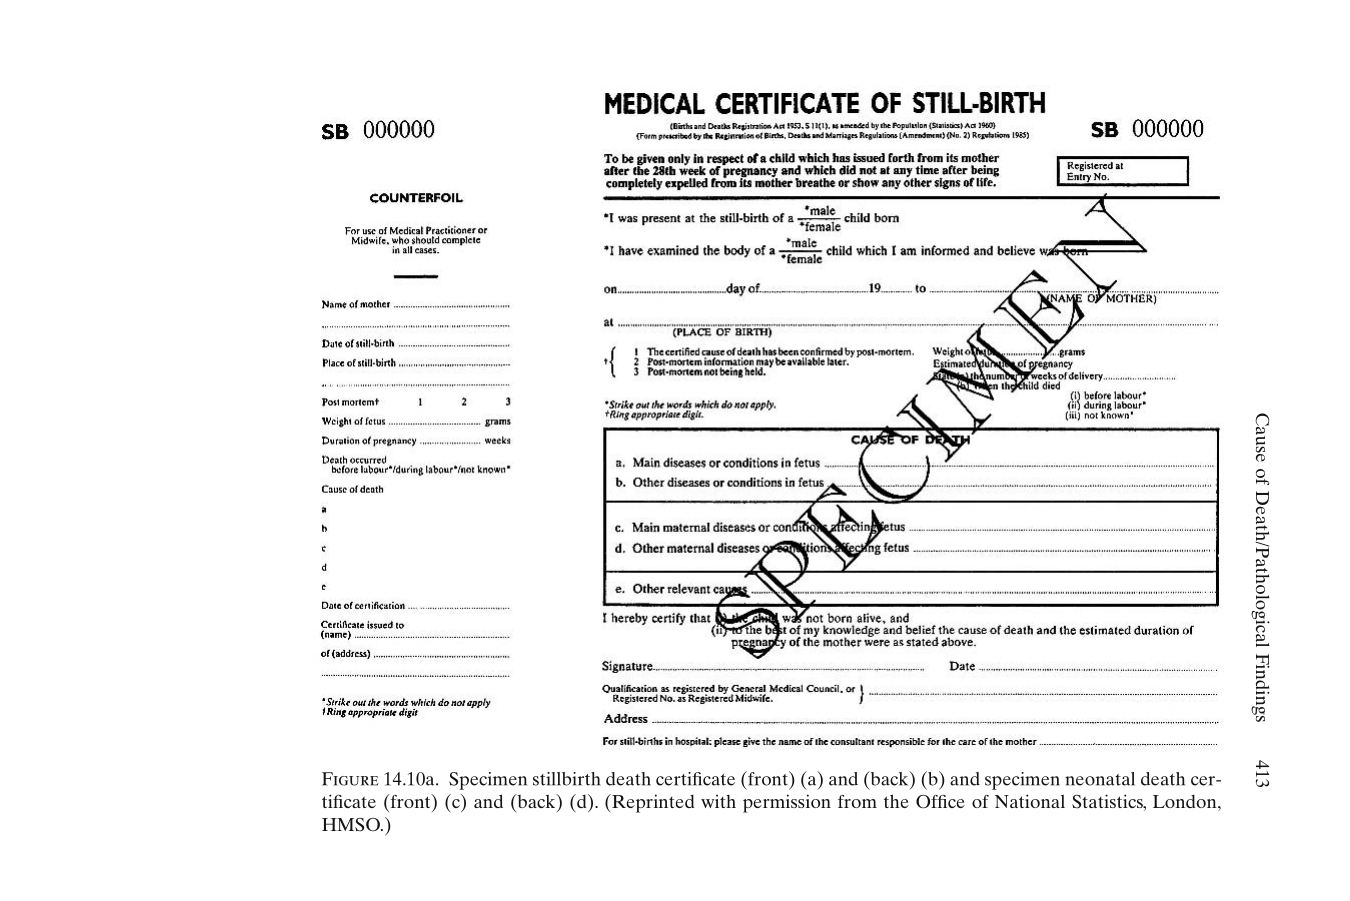 SB 000000
COUNTERFOIL
For use of Medical Practitioner or
Midwife, who should complete
in all cases.
Name of mother
Date of still-birth
Place of still-birth
Post mortem† 1 2 3
Weight of fetus grams
Duration of pregnancy weeks
Death occurred
before labour*/during labour*/not known*
Cause of death
a
b
c
d
e
Date of certification
Certificate issued to
(name)
of (address)
*Strike out the words which do not apply
†Ring appropriate digit
MEDICAL CERTIFICATE OF STILL-BIRTH
(Births and Deaths Registration Act 1953, S 11(1), as amended by the Population (Statistics) Act 1960)
(Form prescribed by the Registration of Births, Deaths and Marriages Regulations (Amendment) (No. 2) Regulations 1985)
SB 000000
To be given only in respect of a child which has issued forth from its mother
after the 28th week of pregnancy and which did not at any time after being
completely expelled from its mother breathe or show any other signs of life.
Registered at
Entry No.
*I was present at the still-birth of a *male
*female child born
*I have examined the body of a *male
*female child which I am informed and believe was born
on day of 19 to
(NAME OF MOTHER)
at
(PLACE OF BIRTH)
† { 1 The certified cause of death has been confirmed by post-mortem.
2 Post-mortem information may be available later.
3 Post-mortem not being held.
*Strike out the words which do not apply.
†Ring appropriate digit.
Weight of fetus grams
Estimated duration of pregnancy
State (a) the number of weeks of delivery
(b) when the child died
(i) before labour*
(ii) during labour*
(iii) not known*
CAUSE OF DEATH
a. Main diseases or conditions in fetus
b. Other diseases or conditions in fetus
c. Main maternal diseases or conditions affecting fetus
d. Other maternal diseases or conditions affecting fetus
e. Other relevant causes
SPECIMEN
I hereby certify that (i) the child was not born alive, and
(ii) to the best of my knowledge and belief the cause of death and the estimated duration of
pregnancy of the mother were as stated above.
Signature Date
Qualification as registered by General Medical Council, or }
Registered No. as Registered Midwife.
Address
For still-births in hospital: please give the name of the consultant responsible for the care of the mother
FIGURE 14.10a. Specimen stillbirth death certificate (front) (a) and (back) (b) and specimen neonatal death cer-
tificate (front) (c) and (back) (d). (Reprinted with permission from the Office of National Statistics, London,
HMSO.)
Cause of Death/Pathological Findings 413